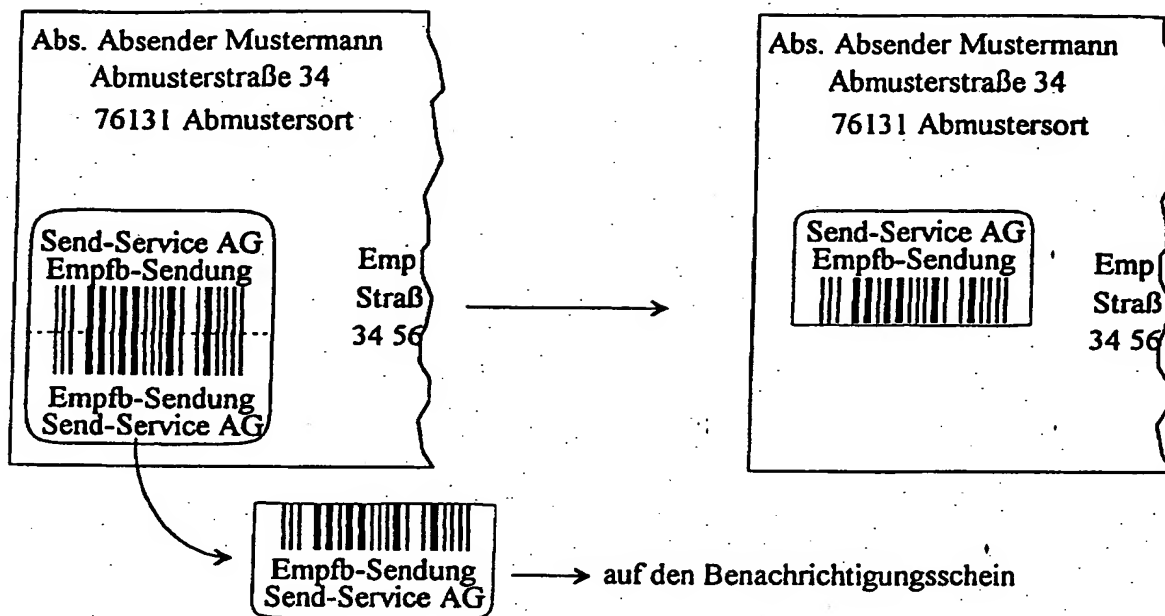 Abs. Absender Mustermann
Abmusterstraße 34
76131 Abmustersort
Send-Service AG
Empfb-Sendung
Empfb-Sendung
Send-Service AG
Emp
Straß
34 56
Abs. Absender Mustermann
Abmusterstraße 34
76131 Abmustersort
Send-Service AG
Empfb-Sendung
Emp
Straß
34 56
Empfb-Sendung
Send-Service AG
auf den Benachrichtigungsschein